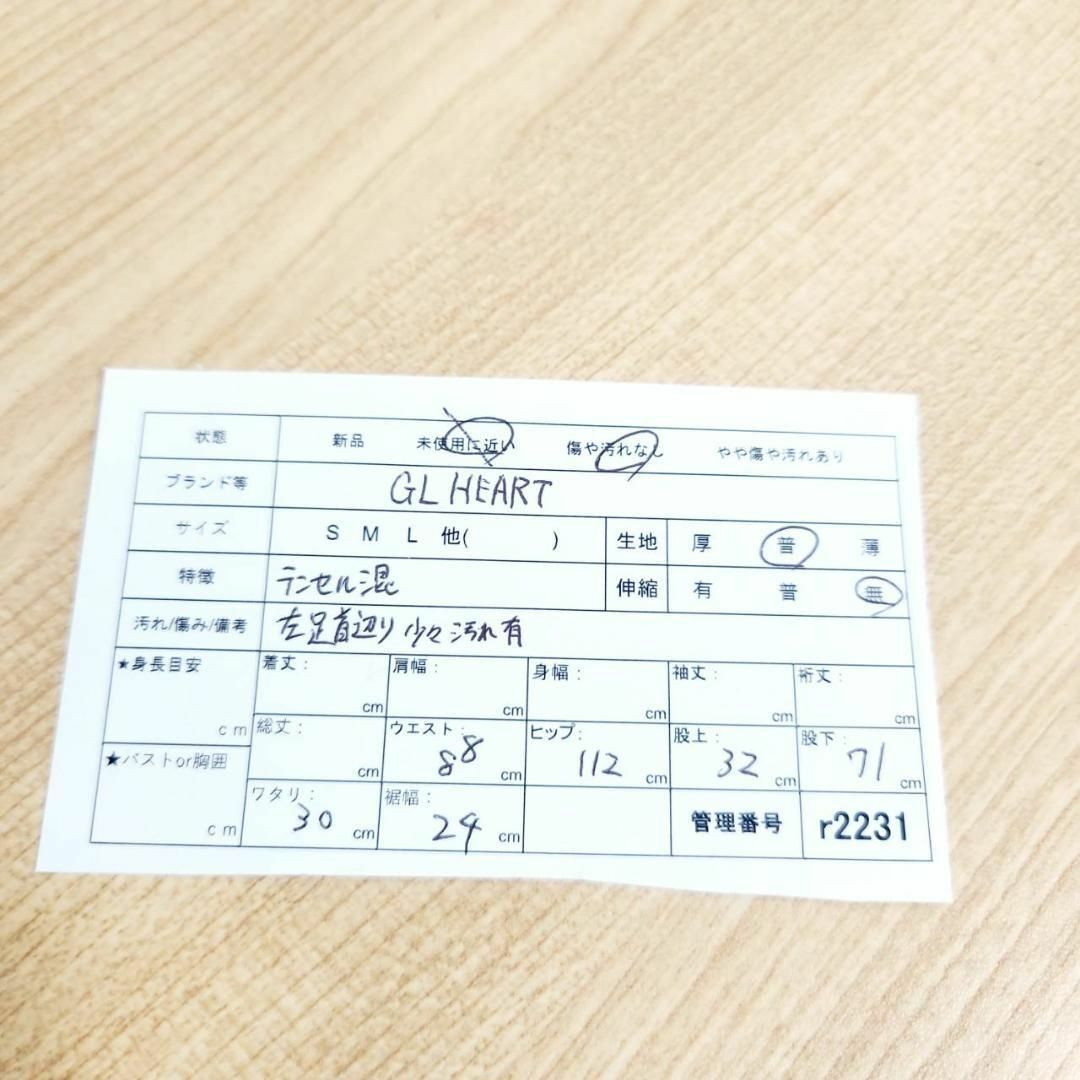 状態 新品 未使用に近い 傷や汚れなし やや傷や汚れあり
ブランド等 GL HEART
サイズ S M L 他( ) 生地 厚 普 薄
特徴 テンセル混 伸縮 有 普 無
汚れ/傷み/備考 左足首辺り少々汚れ有
★身長目安 cm 着丈: cm 肩幅: cm 身幅: cm 袖丈: cm 裄丈: cm
総丈: cm ウエスト: 88 cm ヒップ: 112 cm 股上: 32 cm 股下: 71 cm
★バストor胸囲 cm ワタリ: 30 cm 裾幅: 24 cm 管理番号 r2231